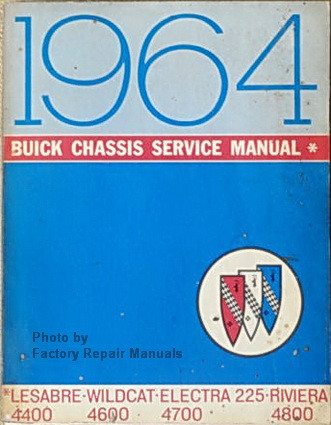 1964
BUICK CHASSIS SERVICE MANUAL *
Photo by
Factory Repair Manuals
*LESABRE·WILDCAT·ELECTRA 225·RIVIERA
4400 4600 4700 4800